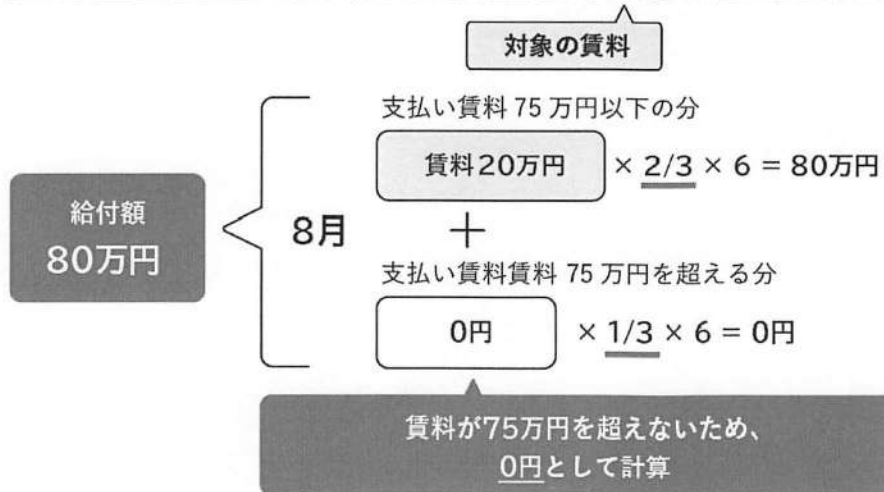 対象の賃料
支払い賃料 75 万円以下の分
賃料20万円 × 2/3 × 6 = 80万円
給付額
80万円
8月
+
支払い賃料賃料 75 万円を超える分
0円 × 1/3 × 6 = 0円
賃料が75万円を超えないため、
0円として計算